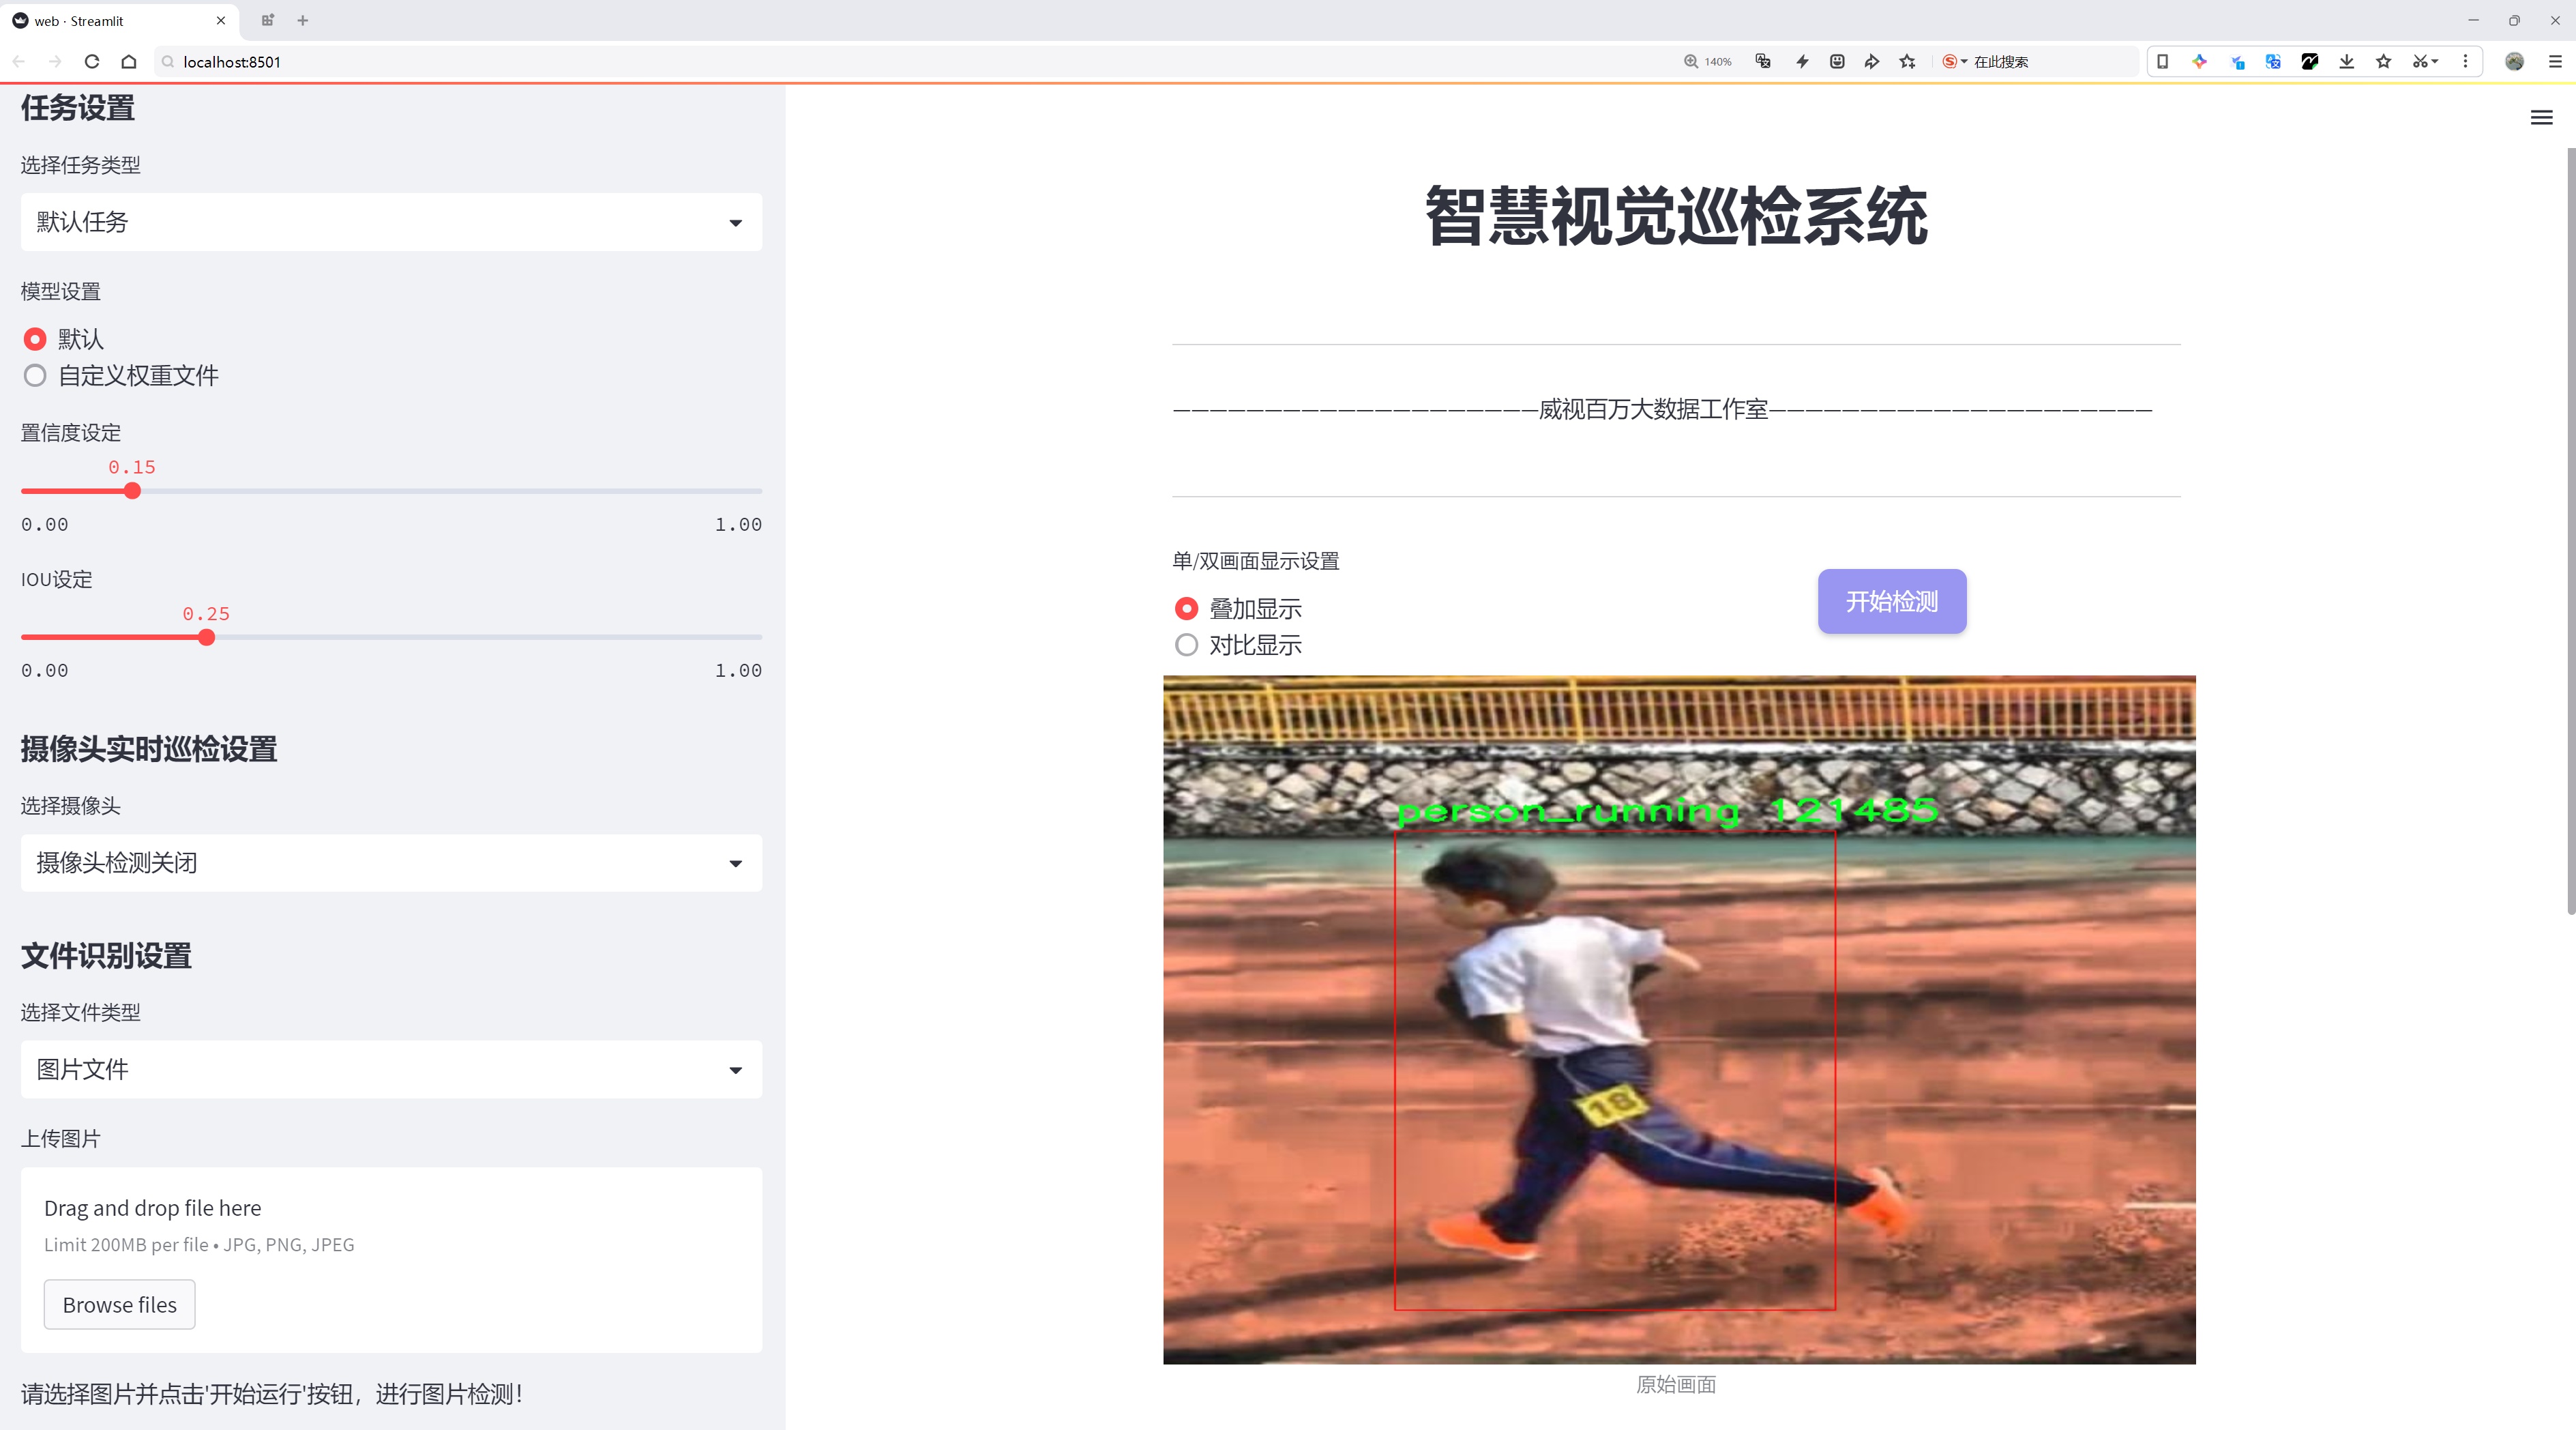 web · Streamlit
localhost:8501
140%
在此搜索
任务设置
选择任务类型
默认任务
模型设置
默认
自定义权重文件
置信度设定
0.15
0.00
1.00
IOU设定
0.25
0.00
1.00
摄像头实时巡检设置
选择摄像头
摄像头检测关闭
文件识别设置
选择文件类型
图片文件
上传图片
Drag and drop file here
Limit 200MB per file • JPG, PNG, JPEG
Browse files
请选择图片并点击'开始运行'按钮，进行图片检测！
智慧视觉巡检系统
————————————————————威视百万大数据工作室—————————————————————
单/双画面显示设置
叠加显示
对比显示
开始检测
person_running 121485
18
原始画面